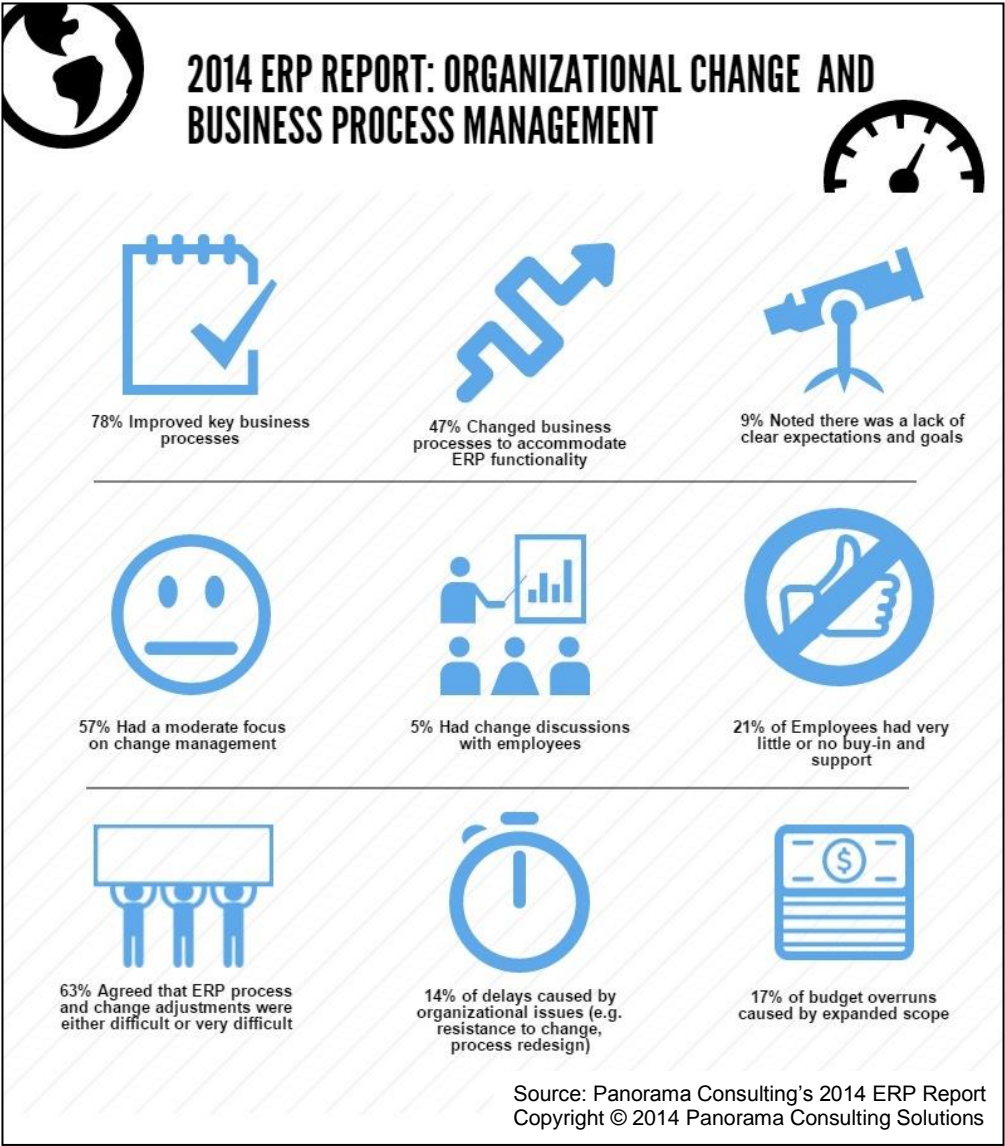 2014 ERP REPORT: ORGANIZATIONAL CHANGE AND
BUSINESS PROCESS MANAGEMENT
78% Improved key business
processes
47% Changed business
processes to accommodate
ERP functionality
9% Noted there was a lack of
clear expectations and goals
57% Had a moderate focus
on change management
5% Had change discussions
with employees
21% of Employees had very
little or no buy-in and
support
63% Agreed that ERP process
and change adjustments were
either difficult or very difficult
14% of delays caused by
organizational issues (e.g.
resistance to change,
process redesign)
17% of budget overruns
caused by expanded scope
Source: Panorama Consulting's 2014 ERP Report
Copyright © 2014 Panorama Consulting Solutions